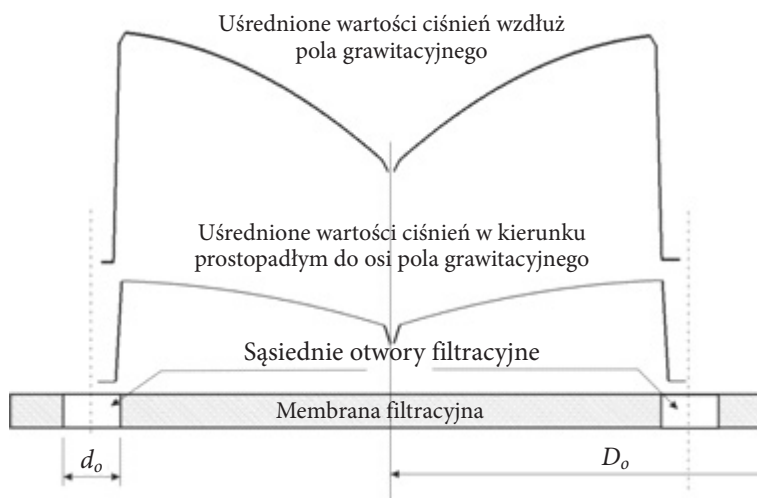 Uśrednione wartości ciśnień wzdłuż
pola grawitacyjnego
Uśrednione wartości ciśnień w kierunku
prostopadłym do osi pola grawitacyjnego
Sąsiednie otwory filtracyjne
Membrana filtracyjna
dₒ
Dₒ